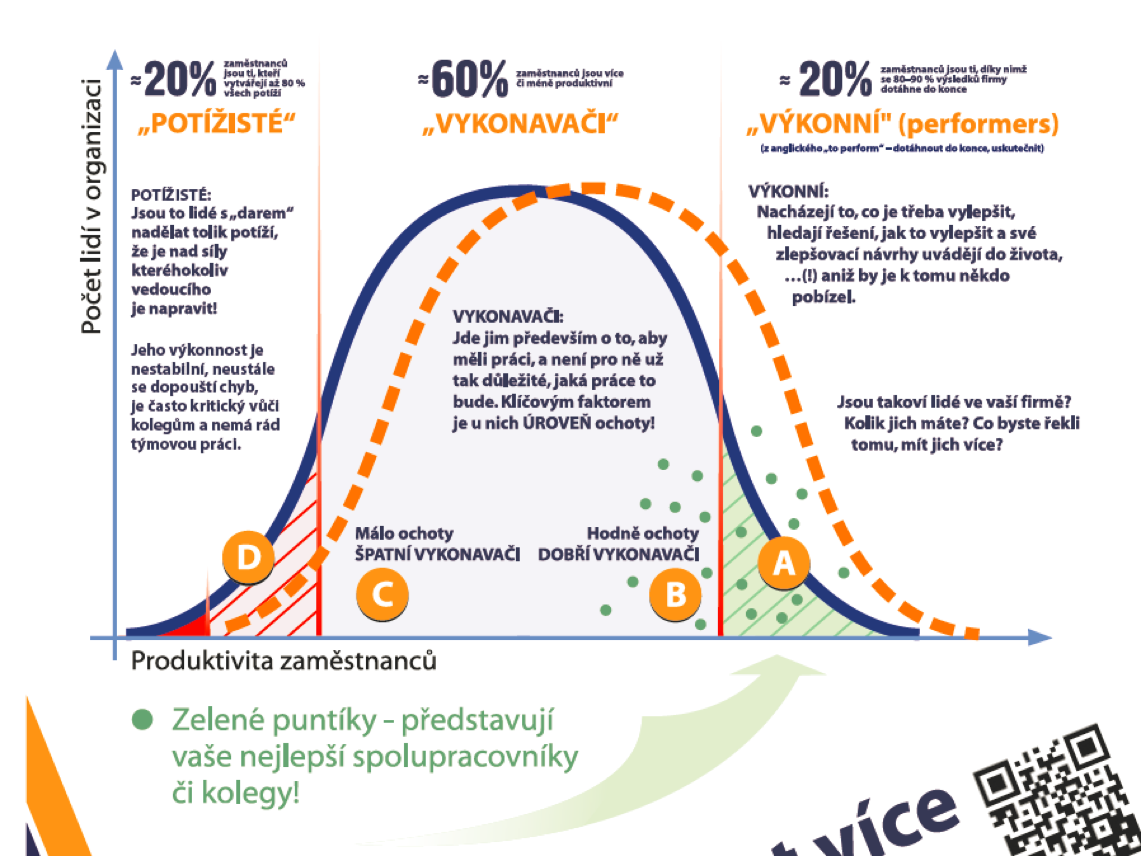 ≈ 20% zaměstnanců
jsou ti, kteří
vytvářejí až 80 %
všech potíží
„POTÍŽISTÉ“
≈ 60% zaměstnanců jsou více
či méně produktivní
„VYKONAVAČI“
≈ 20% zaměstnanců jsou ti, díky nimž
se 80–90 % výsledků firmy
dotáhne do konce
„VÝKONNÍ" (performers)
(z anglického „to perform“ – dotáhnout do konce, uskutečnit)
Počet lidí v organizaci
POTÍŽISTÉ:
Jsou to lidé s „darem“
nadělat tolik potíží,
že je nad síly
kteréhokoliv
vedoucího
je napravit!
Jeho výkonnost je
nestabilní, neustále
se dopouští chyb,
je často kritický vůči
kolegům a nemá rád
týmovou práci.
VYKONAVAČI:
Jde jim především o to, aby
měli práci, a není pro ně už
tak důležité, jaká práce to
bude. Klíčovým faktorem
je u nich ÚROVEŇ ochoty!
VÝKONNÍ:
Nacházejí to, co je třeba vylepšit,
hledají řešení, jak to vylepšit a své
zlepšovací návrhy uvádějí do života,
...(!) aniž by je k tomu někdo
pobízel.
Jsou takoví lidé ve vaší firmě?
Kolik jich máte? Co byste řekli
tomu, mít jich více?
Málo ochoty
ŠPATNÍ VYKONAVAČI
Hodně ochoty
DOBŘÍ VYKONAVAČI
D
C
B
A
Produktivita zaměstnanců
Zelené puntíky - představují
vaše nejlepší spolupracovníky
či kolegy!
více